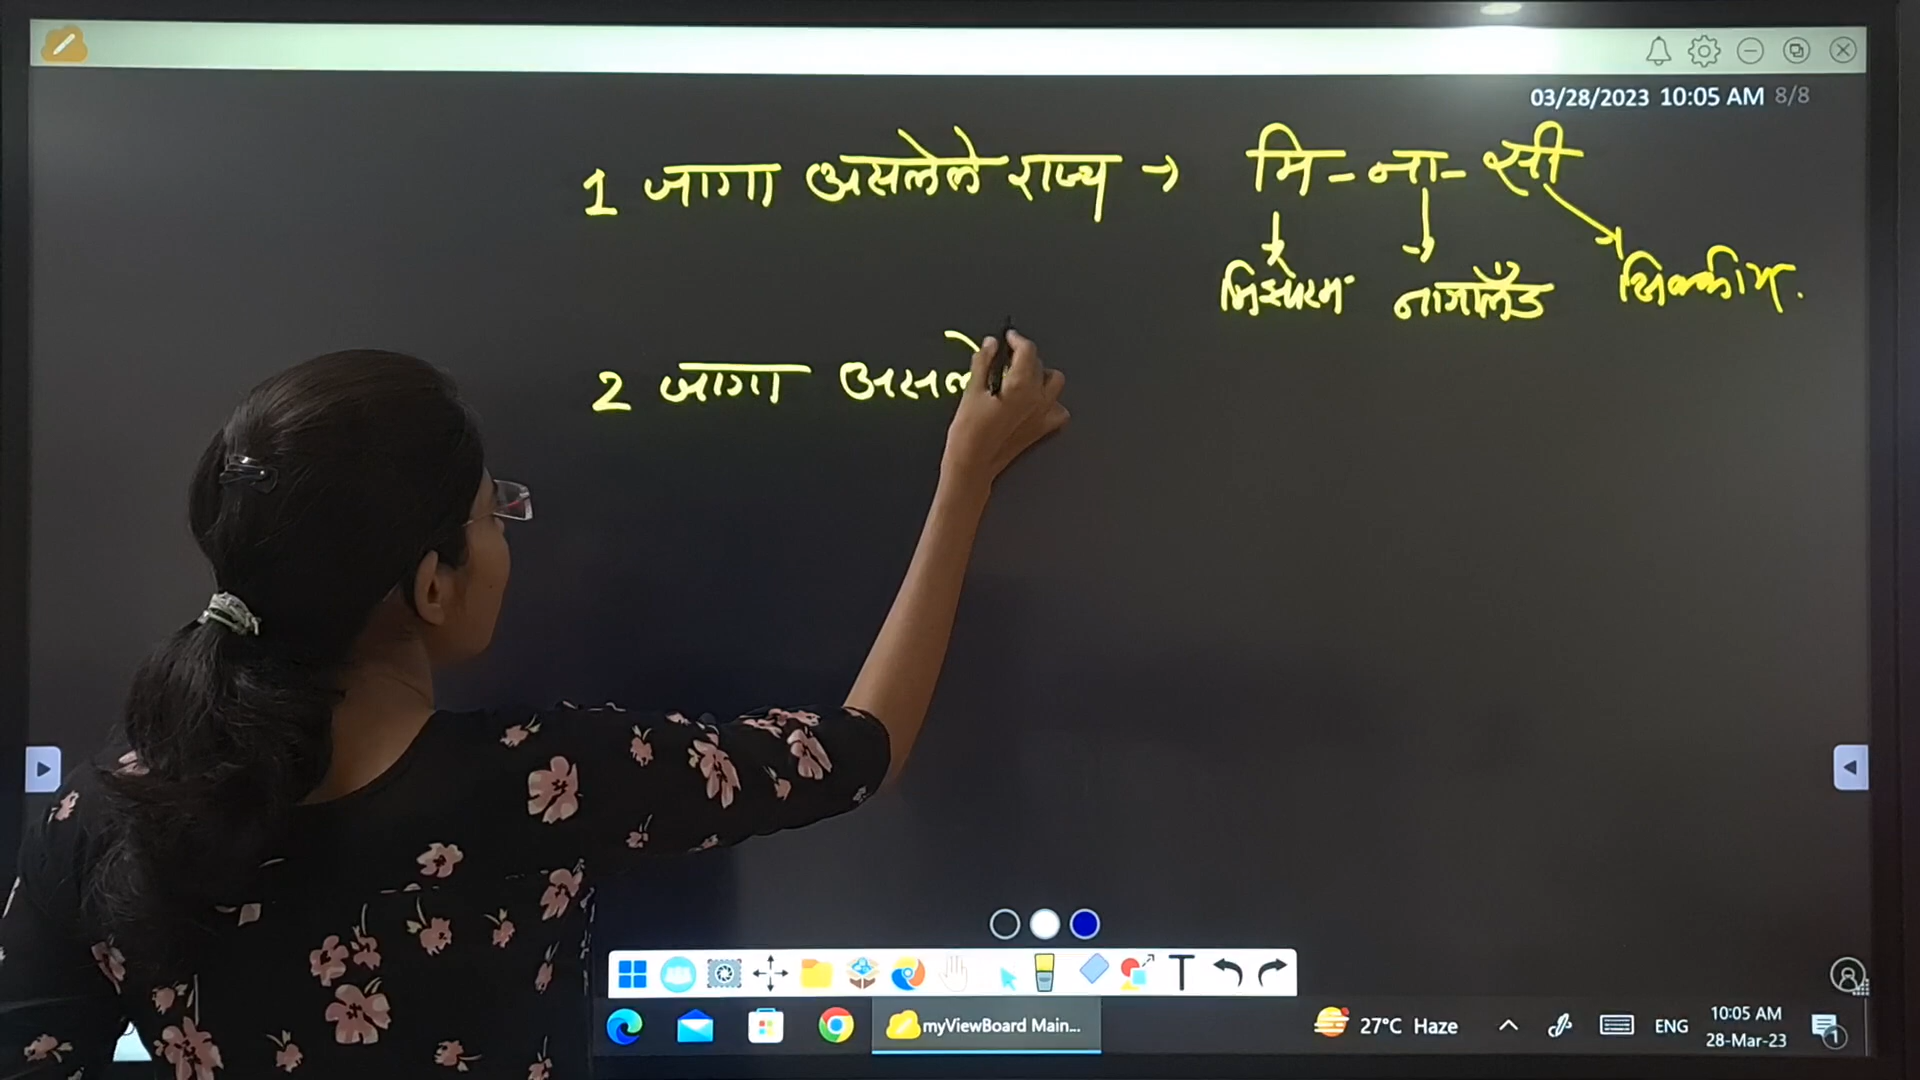 03/28/2023 10:05 AM 8/8
1 जागा असलेले राज्य → मि - ना - सी
मिझोरम नागालँड सिक्कीम.
2 जागा असले
T
myViewBoard Main...
27°C Haze
ENG
10:05 AM
28-Mar-23
1